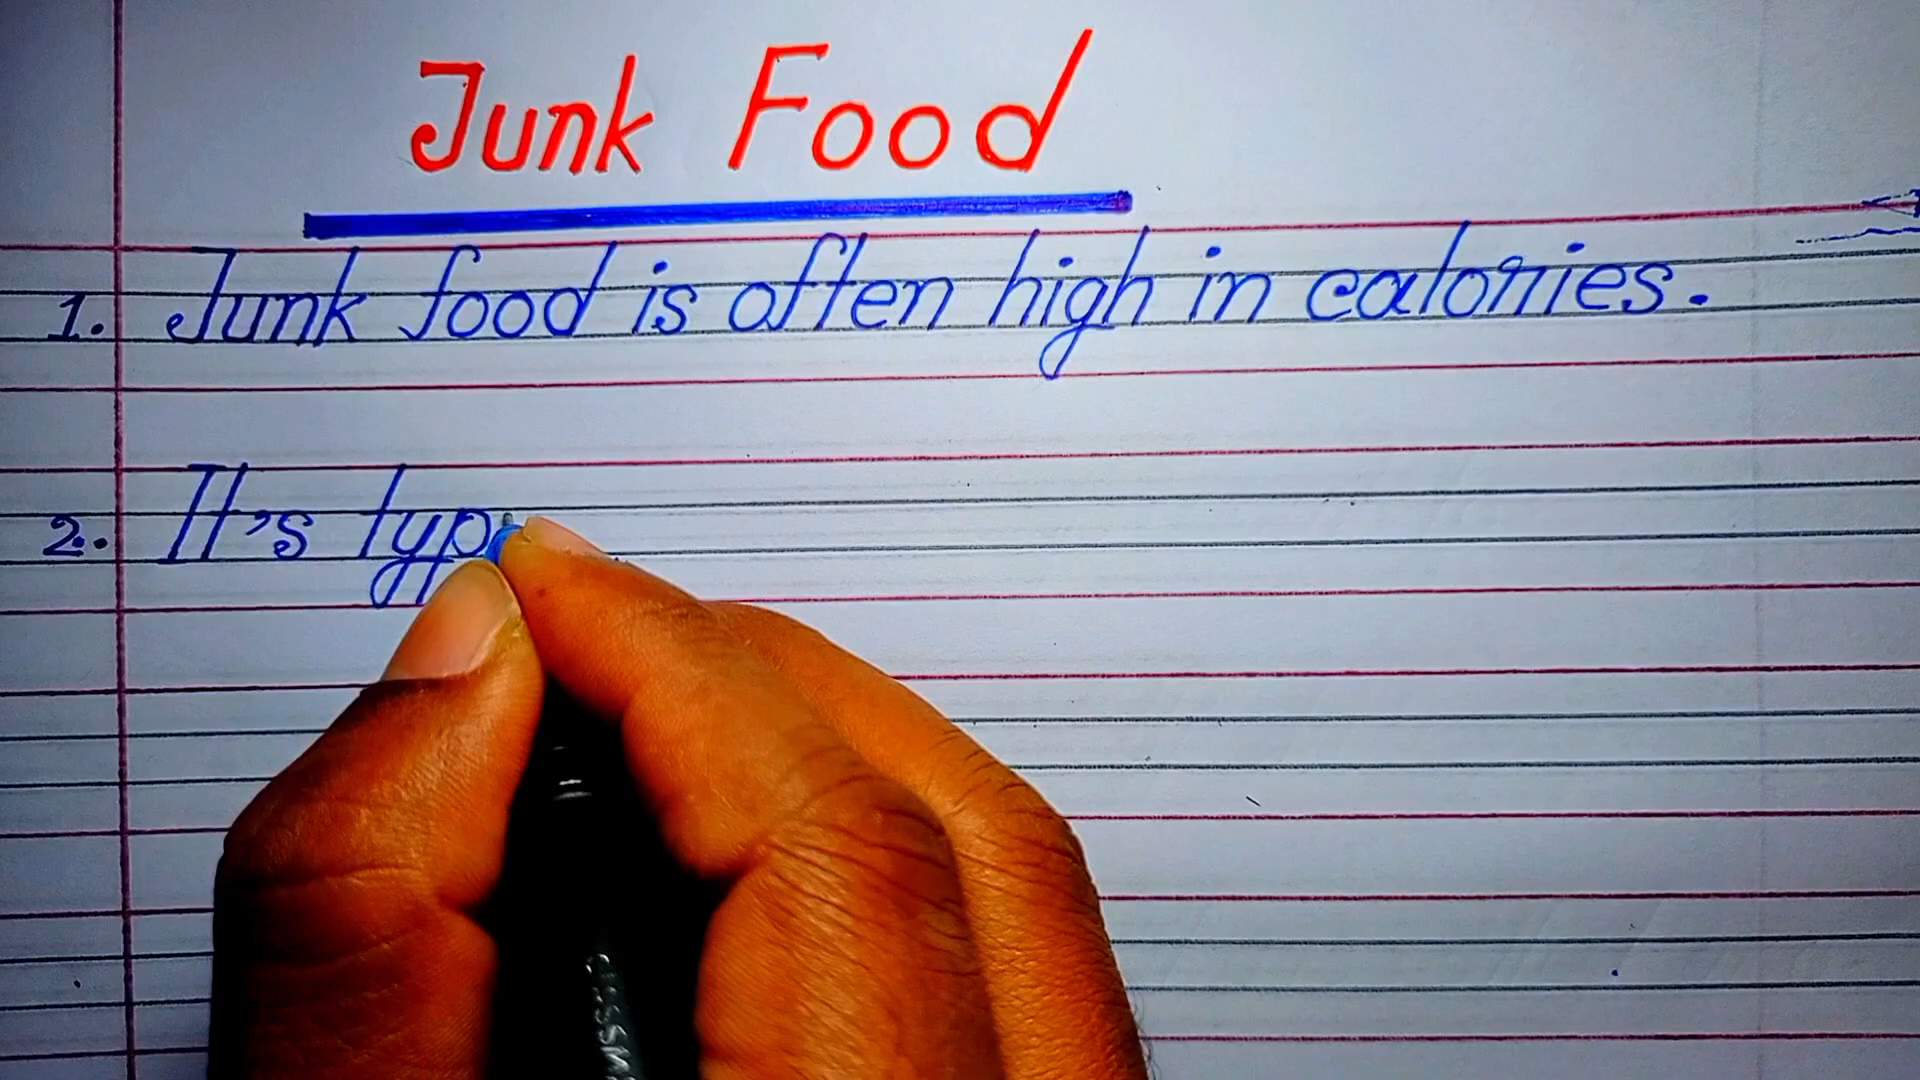 Junk Food
1. Junk food is often high in calories.
2. It's typ